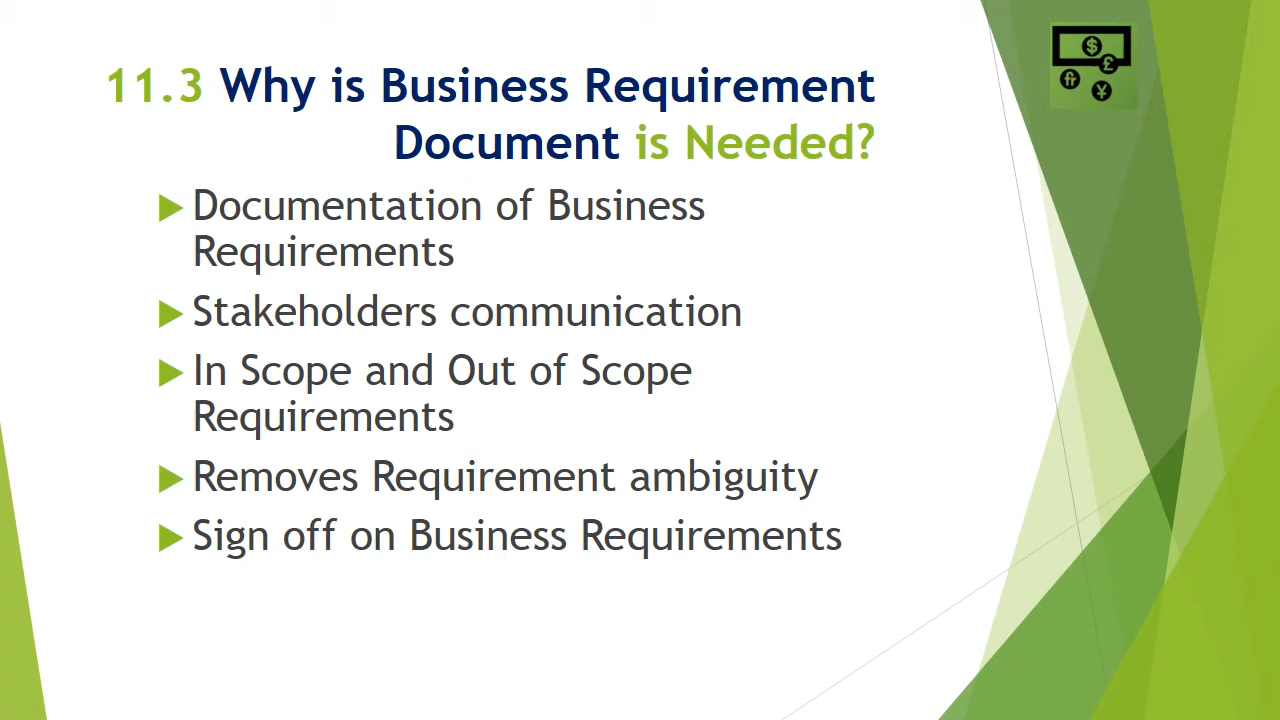 11.3 Why is Business Requirement
Document is Needed?
Documentation of Business
Requirements
Stakeholders communication
In Scope and Out of Scope
Requirements
Removes Requirement ambiguity
Sign off on Business Requirements